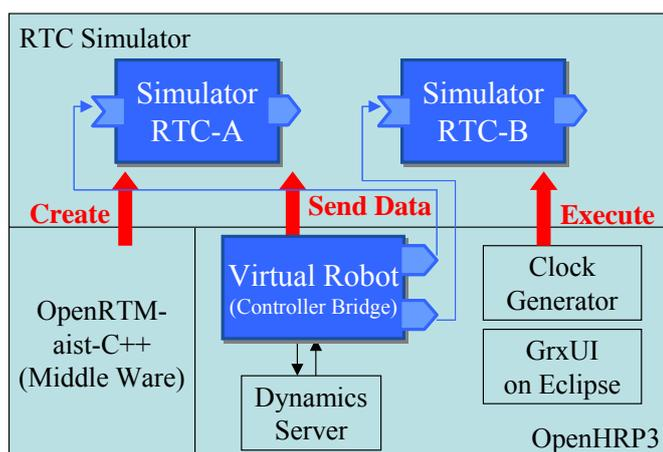 RTC Simulator
Simulator
RTC-A
Simulator
RTC-B
Create
Send Data
Execute
OpenRTM-
aist-C++
(Middle Ware)
Virtual Robot
(Controller Bridge)
Dynamics
Server
Clock
Generator
GrxUI
on Eclipse
OpenHRP3